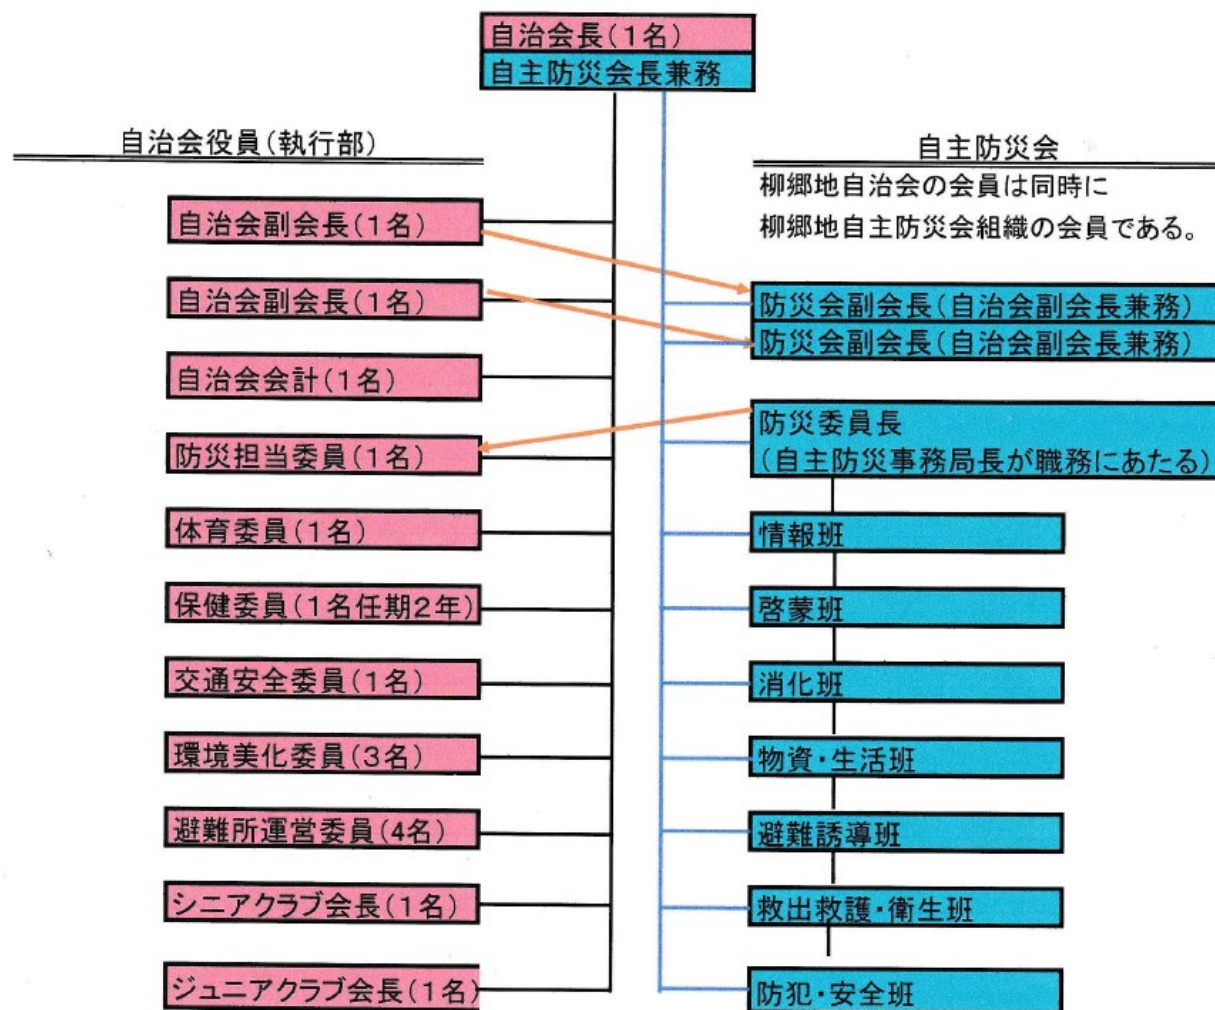 自治会長(1名)
自主防災会長兼務
自治会役員(執行部)
自治会副会長(1名)
自治会副会長(1名)
自治会会計(1名)
防災担当委員(1名)
体育委員(1名)
保健委員(1名任期2年)
交通安全委員(1名)
環境美化委員(3名)
避難所運営委員(4名)
シニアクラブ会長(1名)
ジュニアクラブ会長(1名)
自主防災会
柳郷地自治会の会員は同時に
柳郷地自主防災会組織の会員である。
防災会副会長(自治会副会長兼務)
防災会副会長(自治会副会長兼務)
防災委員長
(自主防災事務局長が職務にあたる)
情報班
啓蒙班
消化班
物資・生活班
避難誘導班
救出救護・衛生班
防犯・安全班